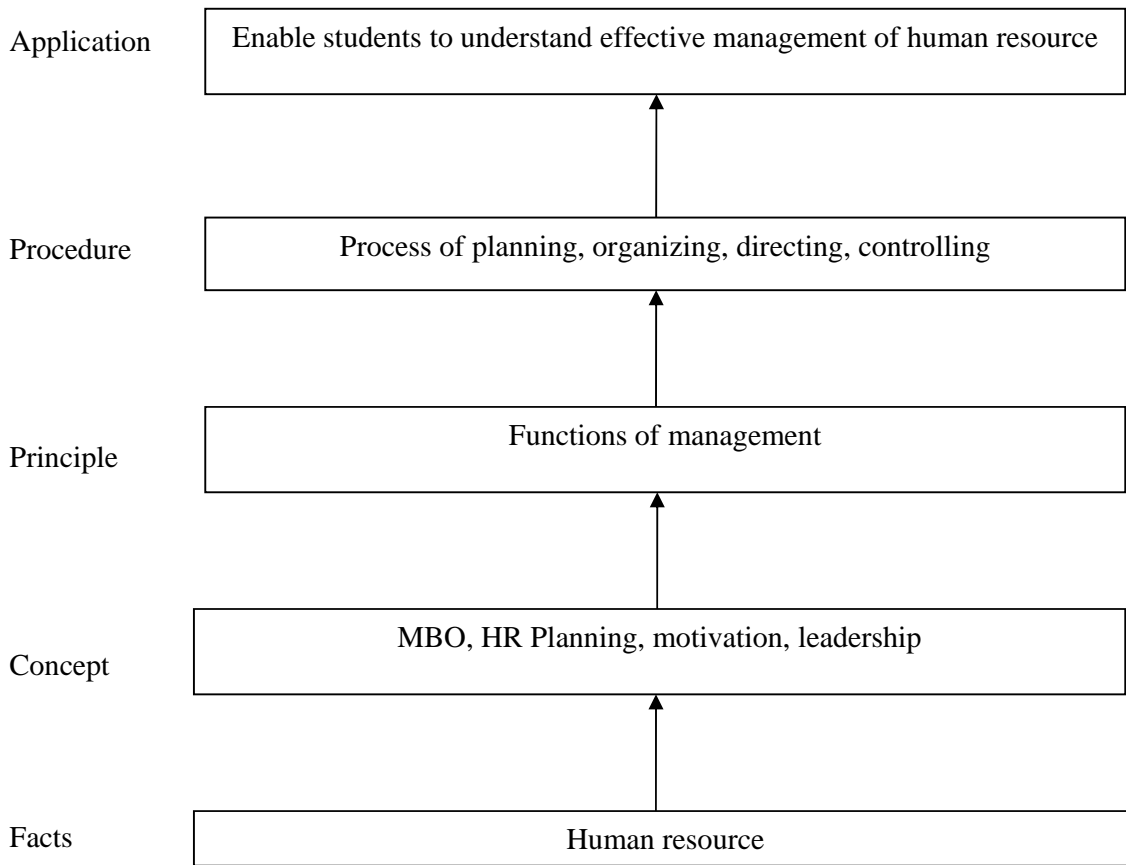 Application
Enable students to understand effective management of human resource
Procedure
Process of planning, organizing, directing, controlling
Principle
Functions of management
Concept
MBO, HR Planning, motivation, leadership
Facts
Human resource